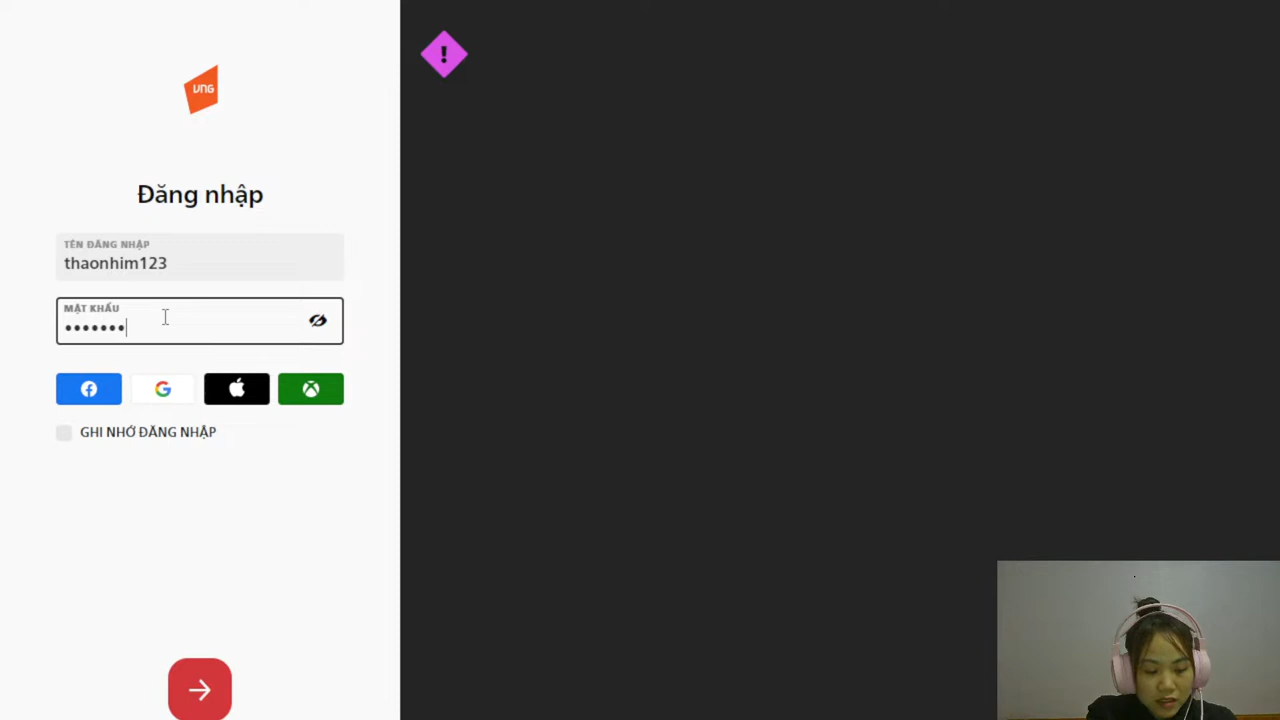 VNG
Đăng nhập
TÊN ĐĂNG NHẬP
thaonhim123
MẬT KHẨU
•••••••
GHI NHỚ ĐĂNG NHẬP